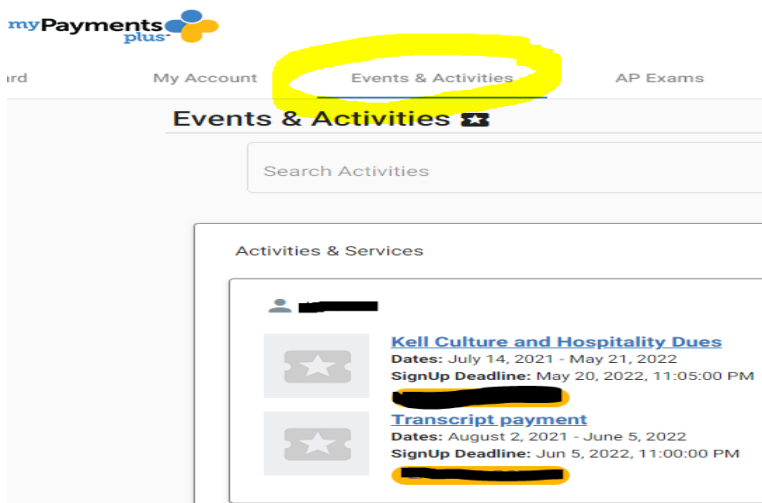 myPayments
plus
ard My Account Events & Activities AP Exams
Events & Activities
Search Activities
Activities & Services
Kell Culture and Hospitality Dues
Dates: July 14, 2021 - May 21, 2022
SignUp Deadline: May 20, 2022, 11:05:00 PM
Transcript payment
Dates: August 2, 2021 - June 5, 2022
SignUp Deadline: Jun 5, 2022, 11:00:00 PM